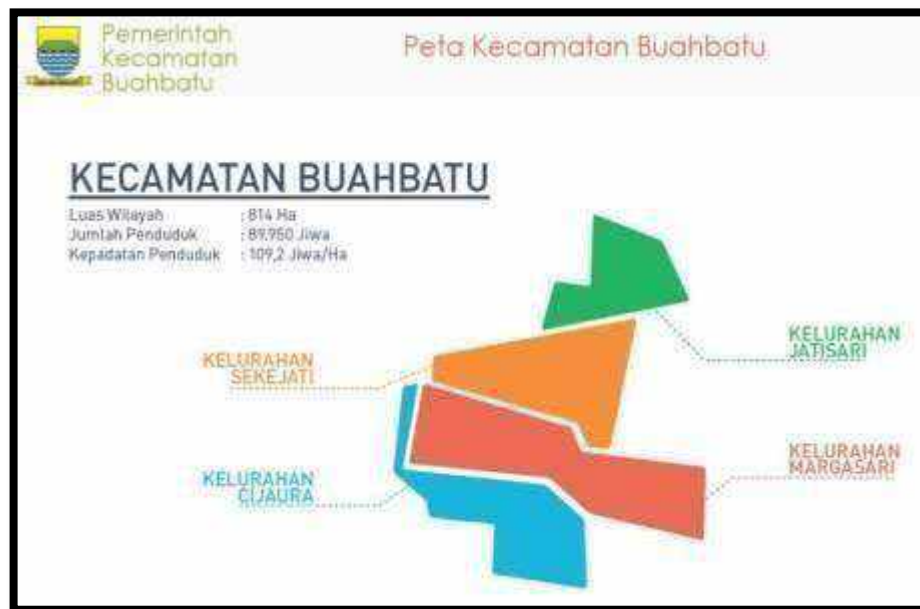 Pemerintah
Kecamatan
Buahbatu
Peta Kecamatan Buahbatu
KECAMATAN BUAHBATU
Luas Wilayah : 814 Ha
Jumlah Penduduk : 89.950 Jiwa
Kepadatan Penduduk : 109,2 Jiwa/Ha
KELURAHAN
JATISARI
KELURAHAN
SEKEJATI
KELURAHAN
MARGASARI
KELURAHAN
CIJAURA